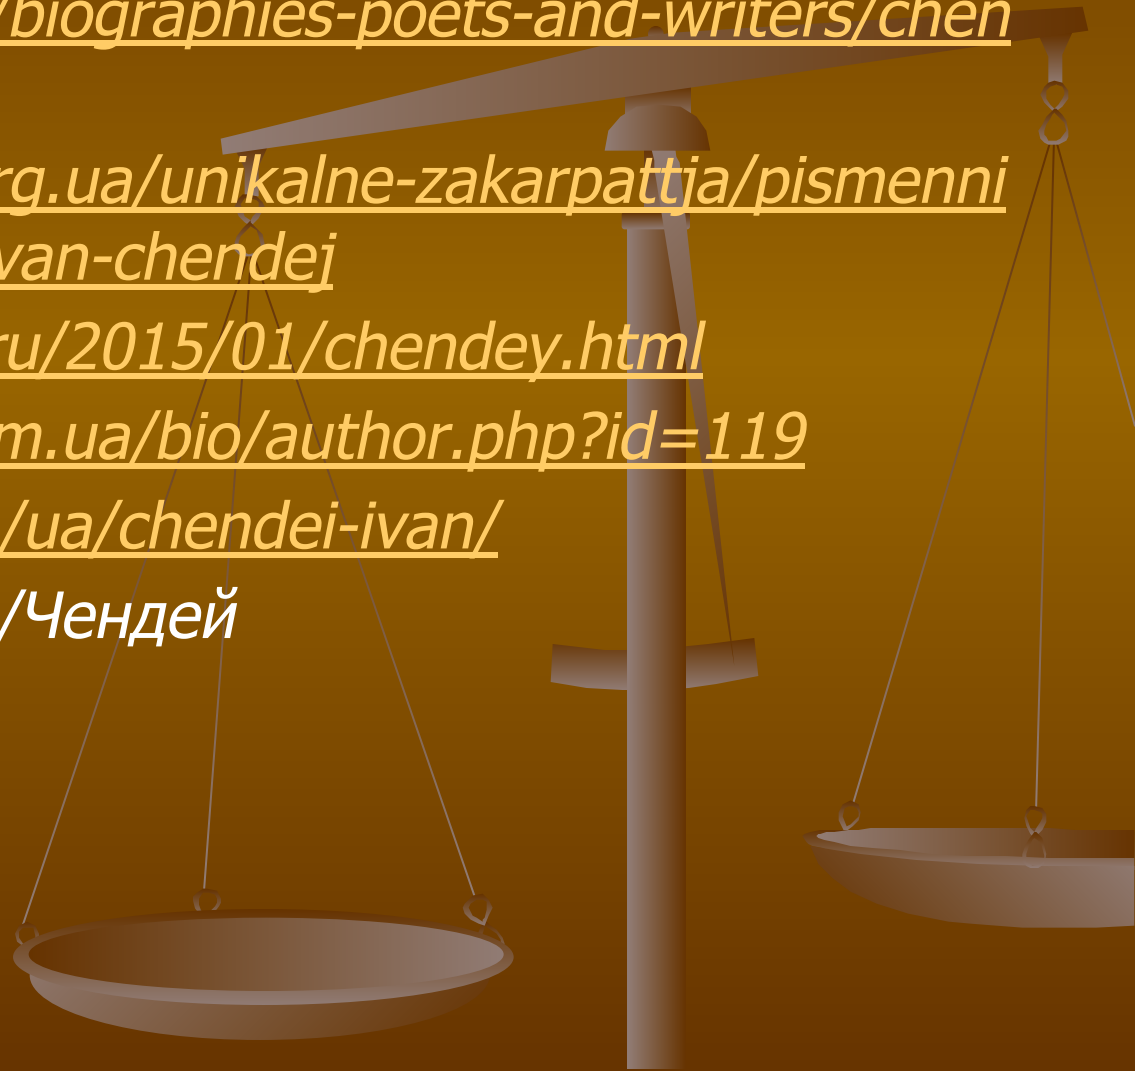 /biographies-poets-and-writers/chen
rg.ua/unikalne-zakarpattja/pismenni
van-chendej
ru/2015/01/chendey.html
m.ua/bio/author.php?id=119
/ua/chendei-ivan/
/Чендей